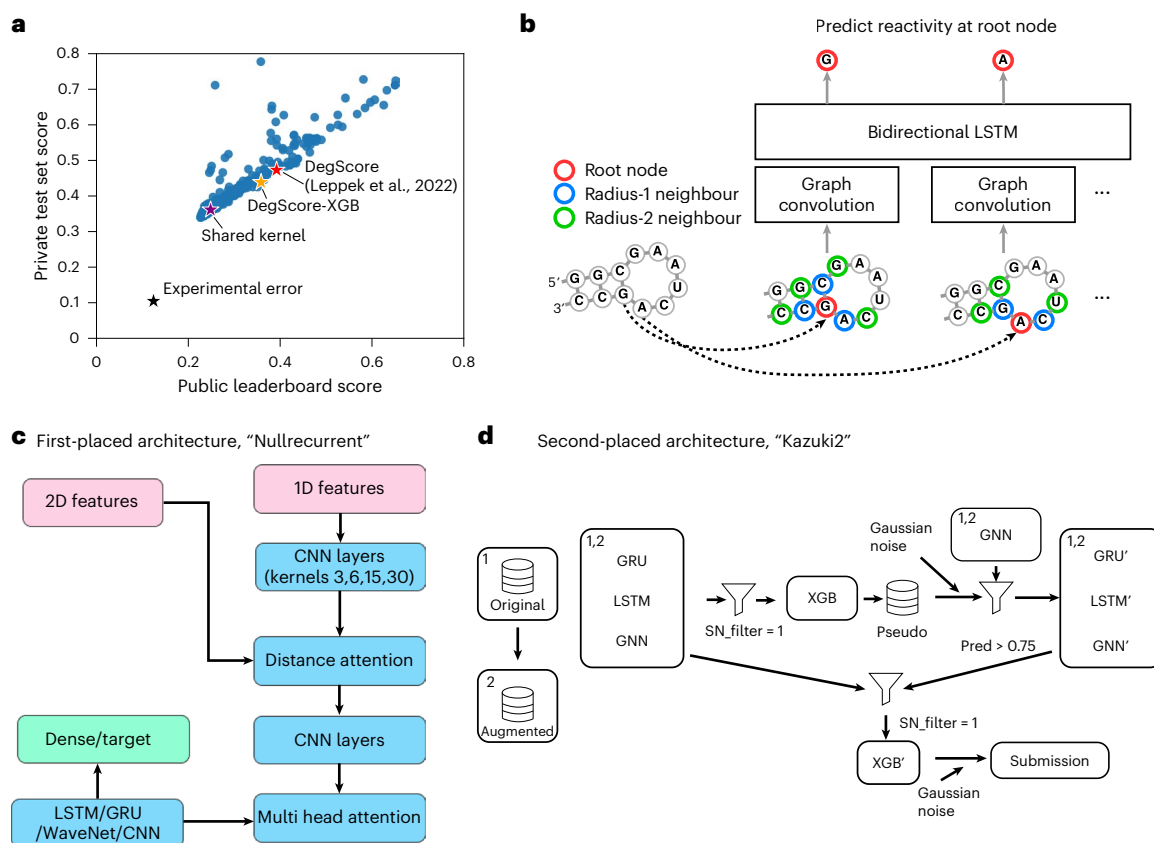 a
0.8
0.7
0.6
0.5
0.4
0.3
0.2
0.1
0
0
0.2
0.4
0.6
0.8
Private test set score
Public leaderboard score
DegScore
(Leppek et al., 2022)
DegScore-XGB
Shared kernel
Experimental error
b
Predict reactivity at root node
G
A
Bidirectional LSTM
Root node
Radius-1 neighbour
Radius-2 neighbour
Graph
convolution
Graph
convolution
...
5′
3′
G
G
C
G
A
A
U
C
A
G
C
C
G
G
C
G
A
A
U
C
A
G
C
C
G
G
C
G
A
A
U
C
A
G
C
C
...
c
First-placed architecture, “Nullrecurrent”
2D features
1D features
CNN layers
(kernels 3,6,15,30)
Distance attention
Dense/target
CNN layers
LSTM/GRU
/WaveNet/CNN
Multi head attention
d
Second-placed architecture, “Kazuki2”
1
Original
2
Augmented
1,2
GRU
LSTM
GNN
SN_filter = 1
XGB
Pseudo
Gaussian
noise
1,2
GNN
Pred > 0.75
1,2
GRU′
LSTM′
GNN′
SN_filter = 1
XGB′
Gaussian
noise
Submission